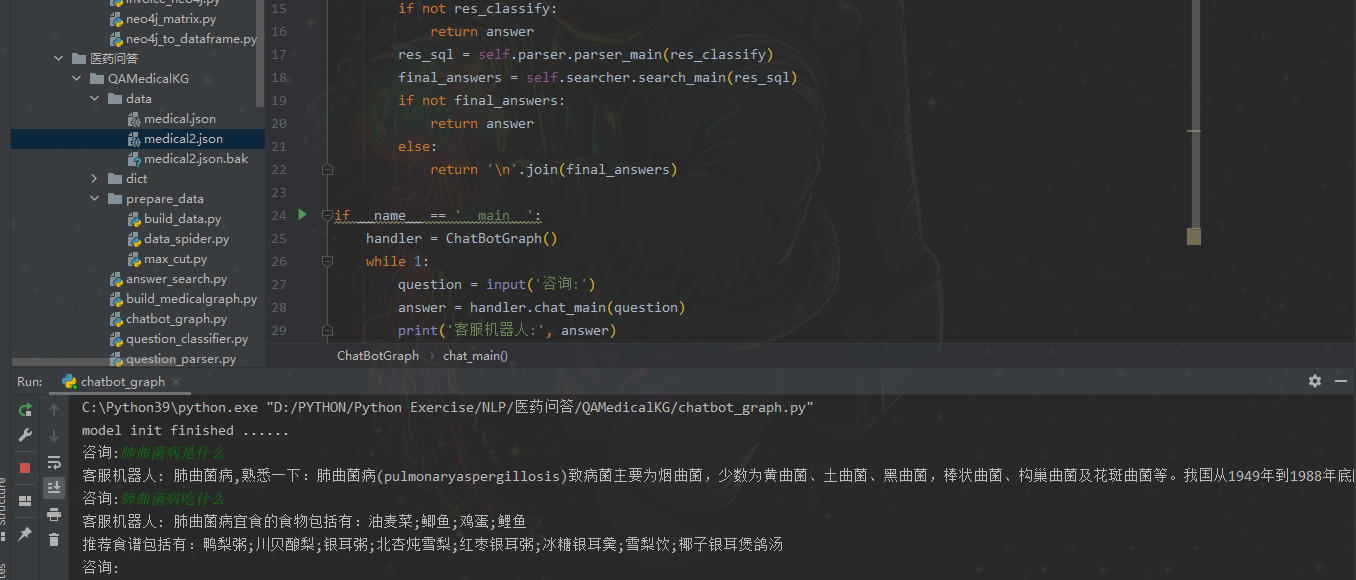 invoice_neo4j.py
neo4j_matrix.py
neo4j_to_dataframe.py
医药问答
QAMedicalKG
data
medical.json
medical2.json
medical2.json.bak
dict
prepare_data
build_data.py
data_spider.py
max_cut.py
answer_search.py
build_medicalgraph.py
chatbot_graph.py
question_classifier.py
question_parser.py
15 if not res_classify:
16 return answer
17 res_sql = self.parser.parser_main(res_classify)
18 final_answers = self.searcher.search_main(res_sql)
19 if not final_answers:
20 return answer
21 else:
22 return '\n'.join(final_answers)
23
24 if __name__ == '__main__':
25 handler = ChatBotGraph()
26 while 1:
27 question = input('咨询:')
28 answer = handler.chat_main(question)
29 print('客服机器人:', answer)
ChatBotGraph › chat_main()
Run: chatbot_graph
C:\Python39\python.exe "D:/PYTHON/Python Exercise/NLP/医药问答/QAMedicalKG/chatbot_graph.py"
model init finished ......
咨询:肺曲菌病是什么
客服机器人: 肺曲菌病,熟悉一下：肺曲菌病(pulmonaryaspergillosis)致病菌主要为烟曲菌，少数为黄曲菌、土曲菌、黑曲菌，棒状曲菌、构巢曲菌及花斑曲菌等。我国从1949年到1988年底
咨询:肺曲菌病吃什么
客服机器人: 肺曲菌病宜食的食物包括有：油麦菜;鲫鱼;鸡蛋;鲤鱼
推荐食谱包括有：鸭梨粥;川贝酿梨;银耳粥;北杏炖雪梨;红枣银耳粥;冰糖银耳羹;雪梨饮;椰子银耳煲鸽汤
咨询:
Structure